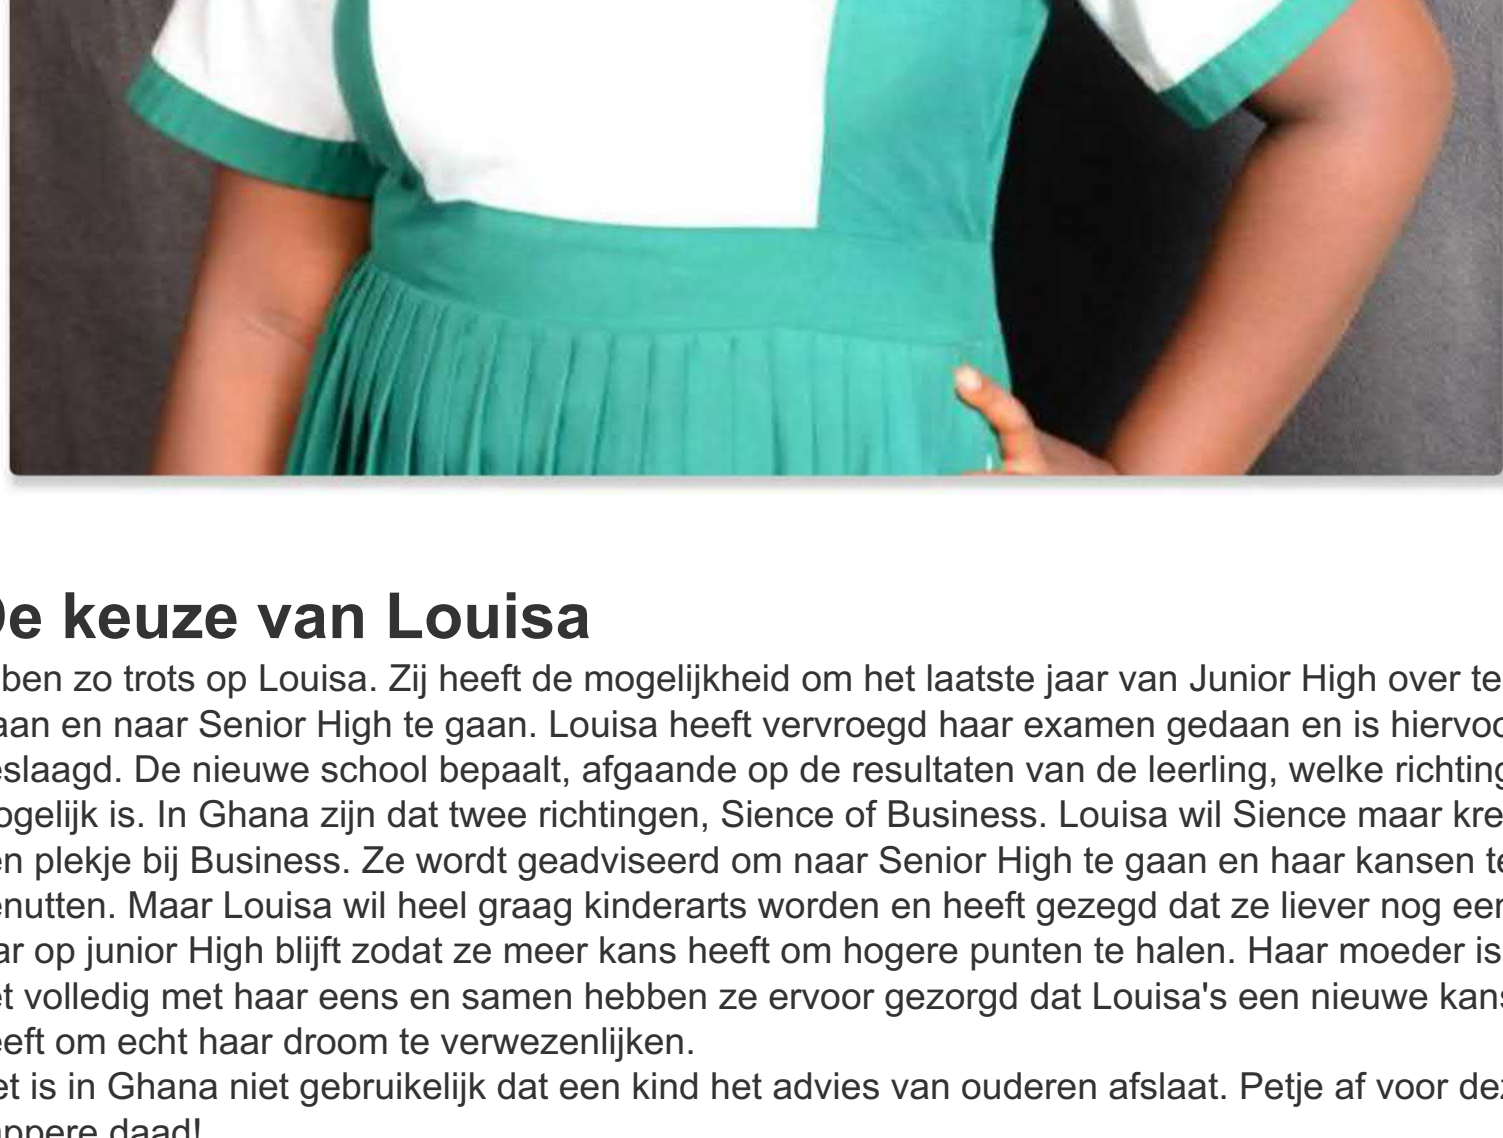 De keuze van Louisa
ben zo trots op Louisa. Zij heeft de mogelijkheid om het laatste jaar van Junior High over te
aan en naar Senior High te gaan. Louisa heeft vervroegd haar examen gedaan en is hiervoo
eslaagd. De nieuwe school bepaalt, afgaande op de resultaten van de leerling, welke richting
ogelijk is. In Ghana zijn dat twee richtingen, Sience of Business. Louisa wil Sience maar kre
en plekje bij Business. Ze wordt geadviseerd om naar Senior High te gaan en haar kansen te
enutten. Maar Louisa wil heel graag kinderarts worden en heeft gezegd dat ze liever nog een
ar op junior High blijft zodat ze meer kans heeft om hogere punten te halen. Haar moeder is
et volledig met haar eens en samen hebben ze ervoor gezorgd dat Louisa's een nieuwe kans
eeft om echt haar droom te verwezenlijken.
et is in Ghana niet gebruikelijk dat een kind het advies van ouderen afslaat. Petje af voor dez
appere daad!